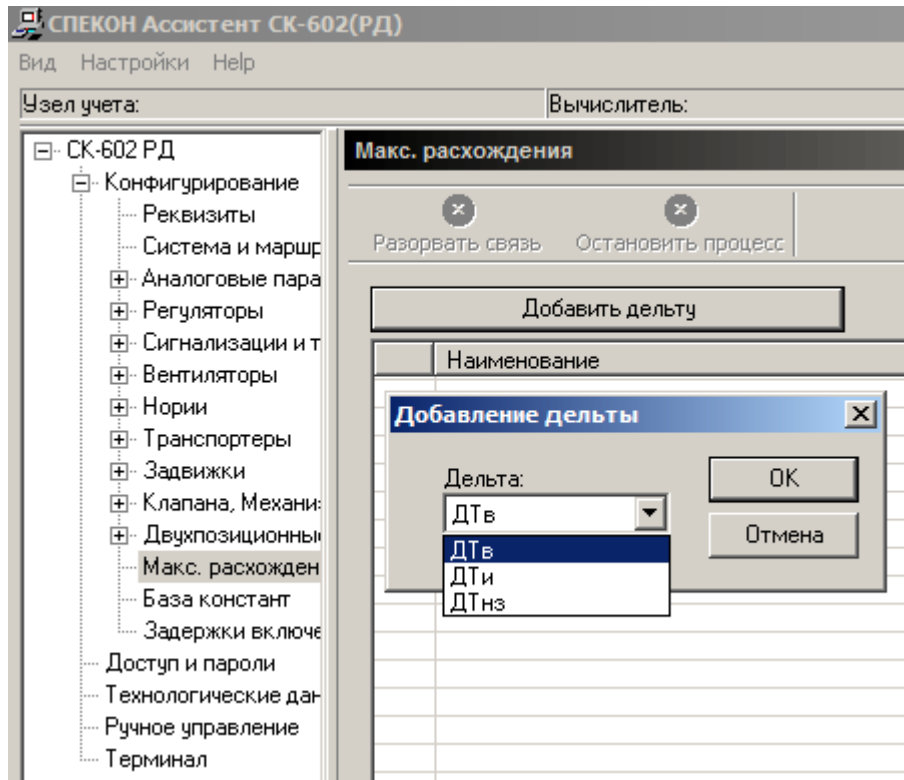 СПЕКОН Ассистент СК-602(РД)
Вид Настройки Help
Узел учета: Вычислитель:
СК-602 РД
Конфигурирование
Реквизиты
Система и маршр
Аналоговые пара
Регуляторы
Сигнализации и т
Вентиляторы
Нории
Транспортеры
Задвижки
Клапана, Механи
Двухпозиционны
Макс. расхожден
База констант
Задержки включе
Доступ и пароли
Технологические дан
Ручное управление
Терминал
Макс. расхождения
Разорвать связь Остановить процесс
Добавить дельту
Наименование
Добавление дельты
Дельта:
ДТв
ДТв
ДТи
ДТнз
OK
Отмена